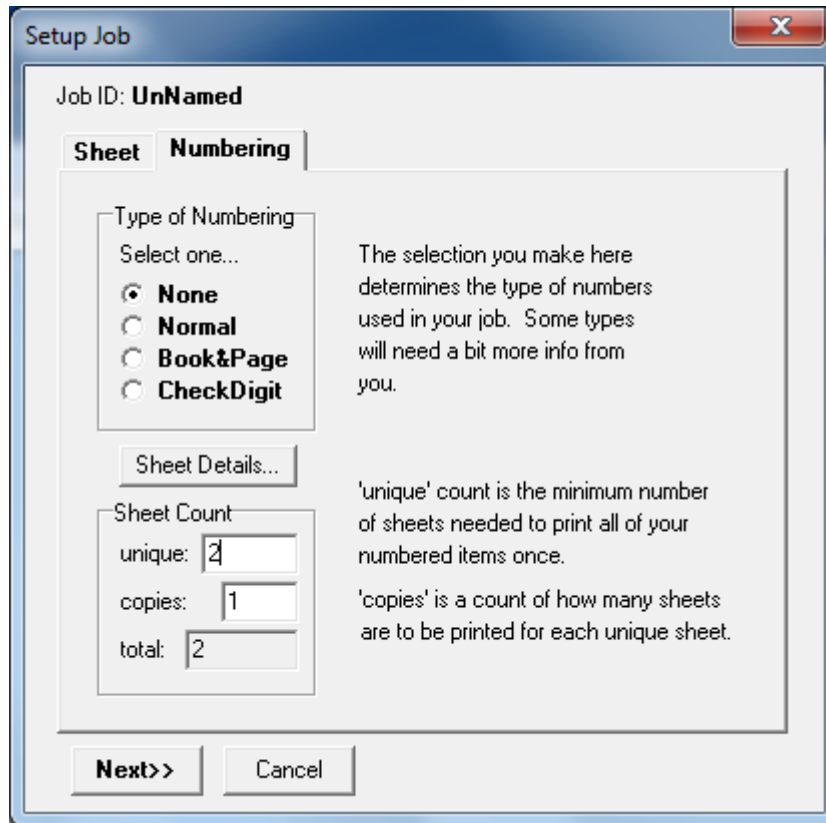 Setup Job
X
Job ID: UnNamed
Sheet Numbering
Type of Numbering
Select one...
None
Normal
Book&Page
CheckDigit
The selection you make here
determines the type of numbers
used in your job.  Some types
will need a bit more info from
you.
Sheet Details...
Sheet Count
unique: 2
copies: 1
total: 2
'unique' count is the minimum number
of sheets needed to print all of your
numbered items once.
'copies' is a count of how many sheets
are to be printed for each unique sheet.
Next>> Cancel